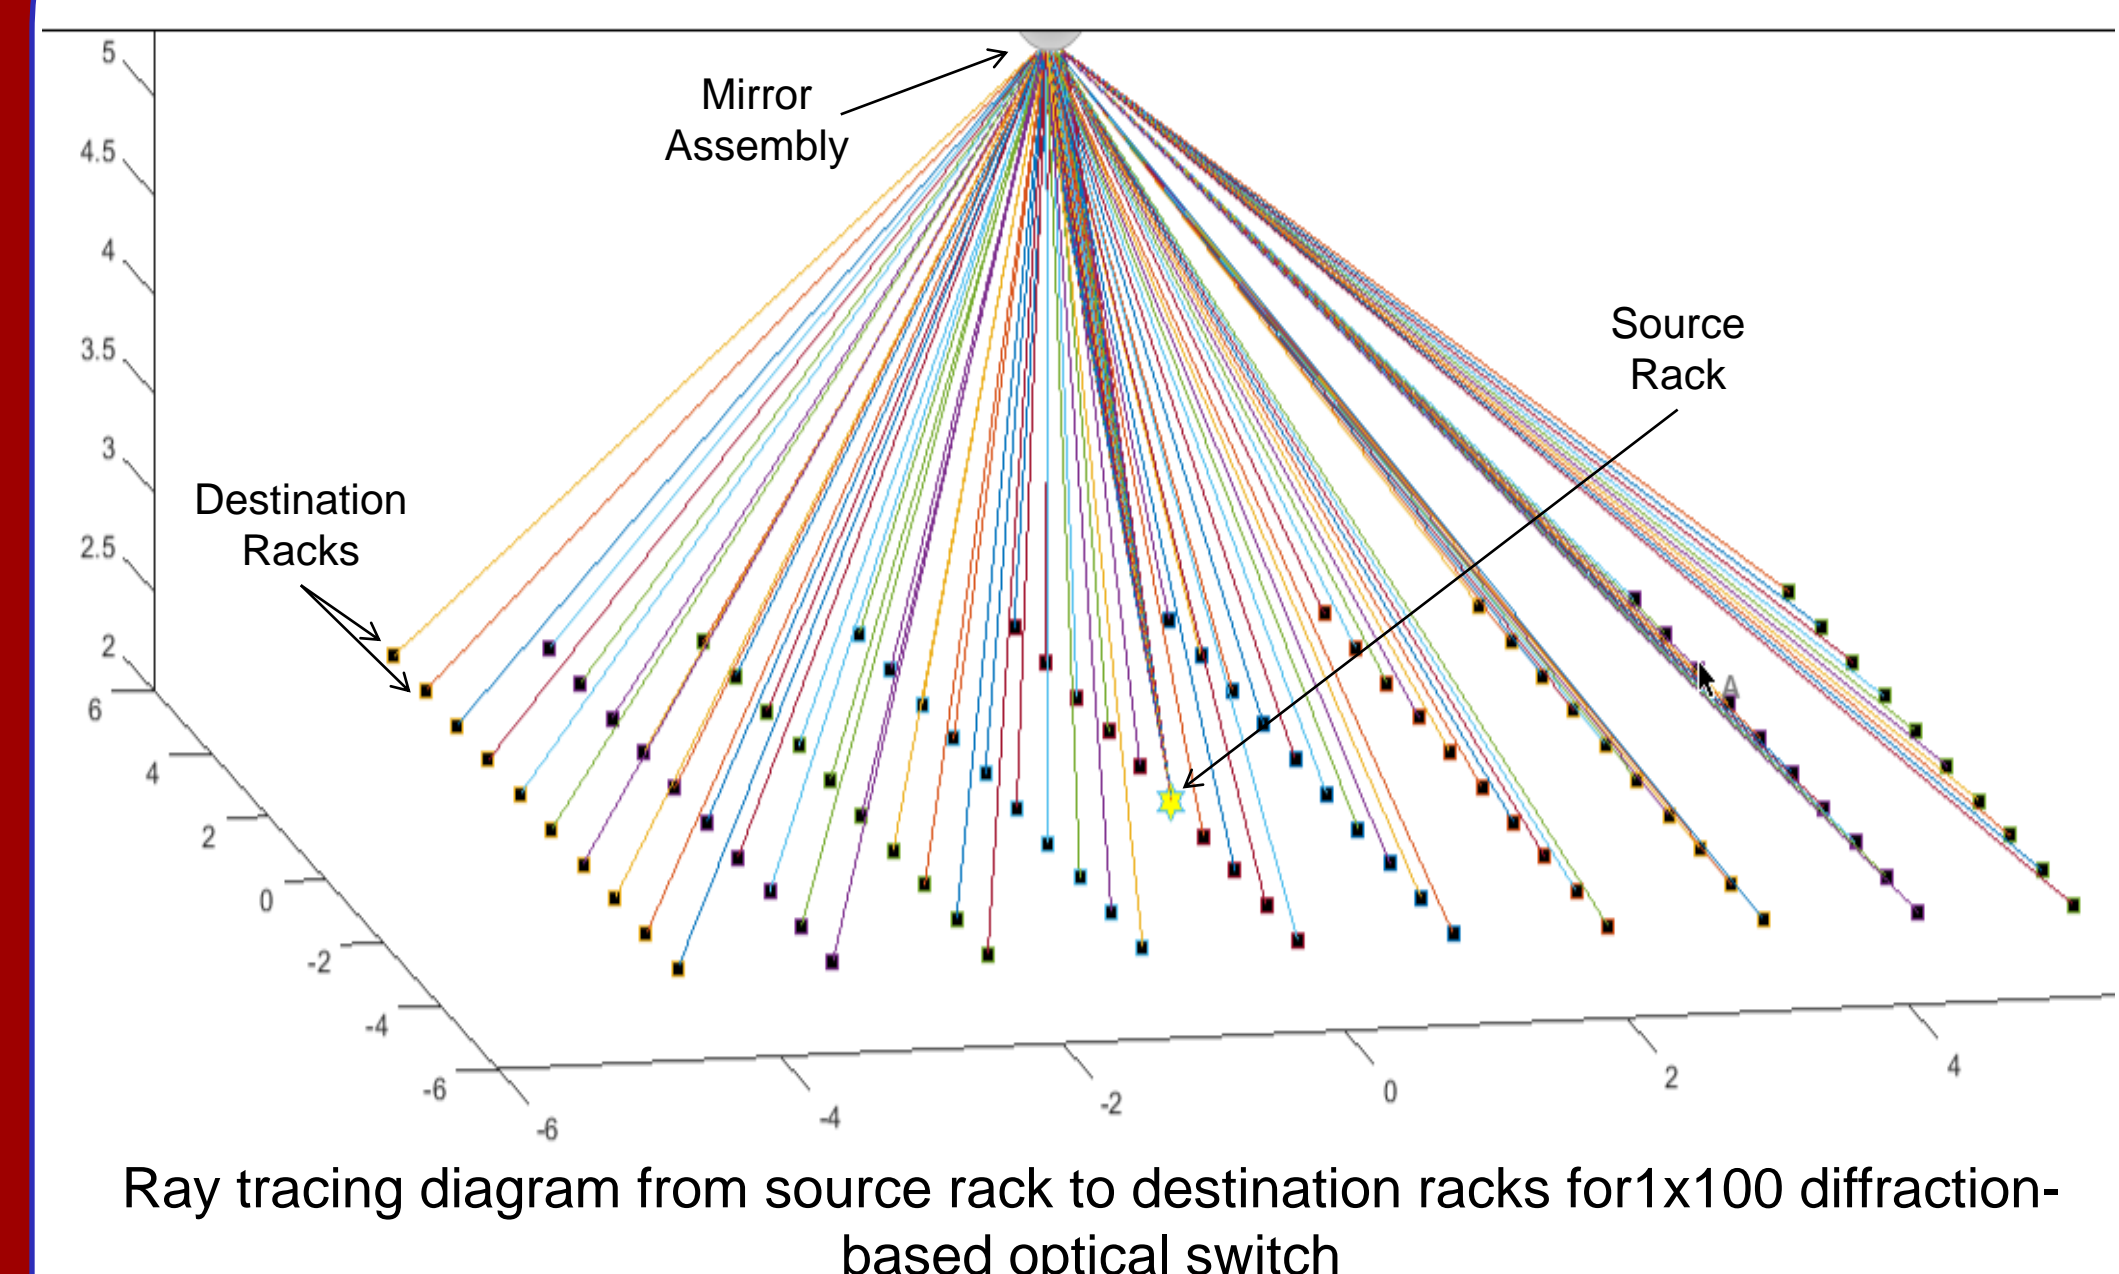 5
4.5
4
3.5
3
2.5
2
6
4
2
0
-2
-4
-6
-6
-4
-2
0
2
4
Mirror
Assembly
Source
Rack
Destination
Racks
A
Ray tracing diagram from source rack to destination racks for1x100 diffraction-
based optical switch